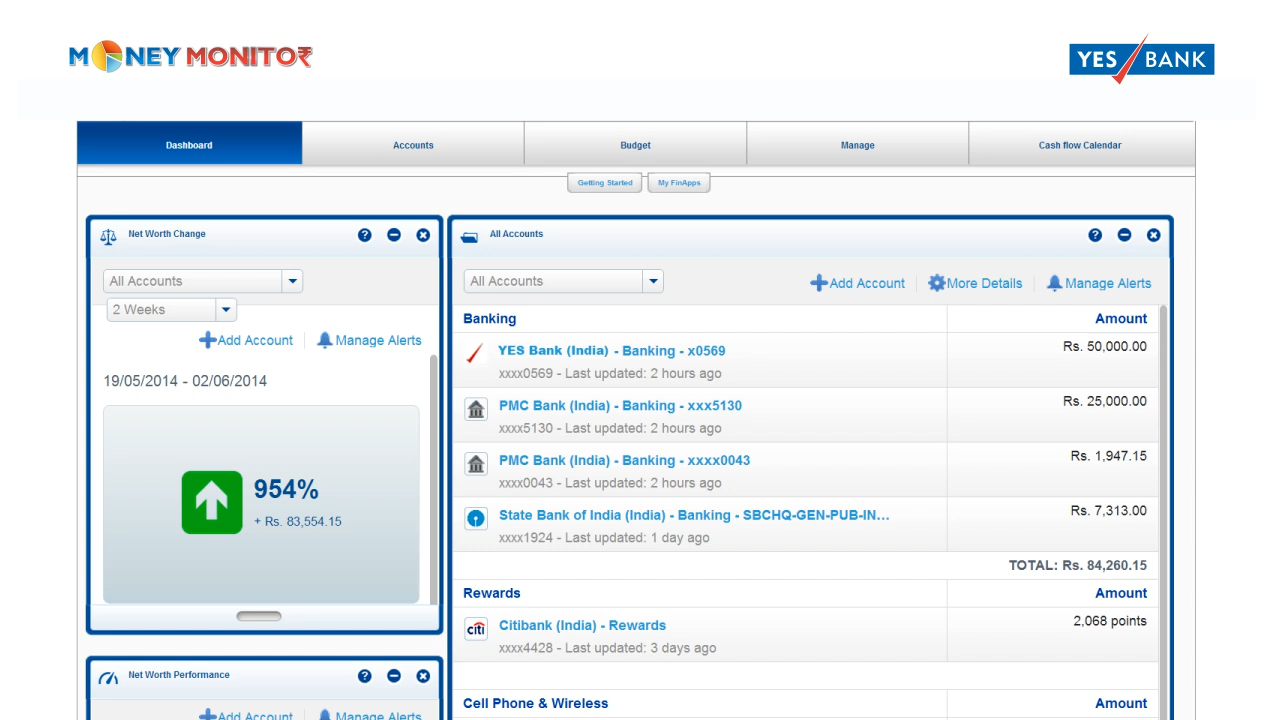 MONEY MONITOR
YES BANK
Dashboard
Accounts
Budget
Manage
Cash flow Calendar
Getting Started
My FinApps
Net Worth Change
All Accounts
2 Weeks
Add Account
Manage Alerts
19/05/2014 - 02/06/2014
954%
+ Rs. 83,554.15
Net Worth Performance
Add Account
Manage Alerts
All Accounts
All Accounts
Add Account
More Details
Manage Alerts
Banking Amount
YES Bank (India) - Banking - x0569 Rs. 50,000.00
xxxx0569 - Last updated: 2 hours ago
PMC Bank (India) - Banking - xxx5130 Rs. 25,000.00
xxxx5130 - Last updated: 2 hours ago
PMC Bank (India) - Banking - xxxx0043 Rs. 1,947.15
xxxx0043 - Last updated: 2 hours ago
State Bank of India (India) - Banking - SBCHQ-GEN-PUB-IN... Rs. 7,313.00
xxxx1924 - Last updated: 1 day ago
TOTAL: Rs. 84,260.15
Rewards Amount
citi
Citibank (India) - Rewards 2,068 points
xxxx4428 - Last updated: 3 days ago
Cell Phone & Wireless Amount